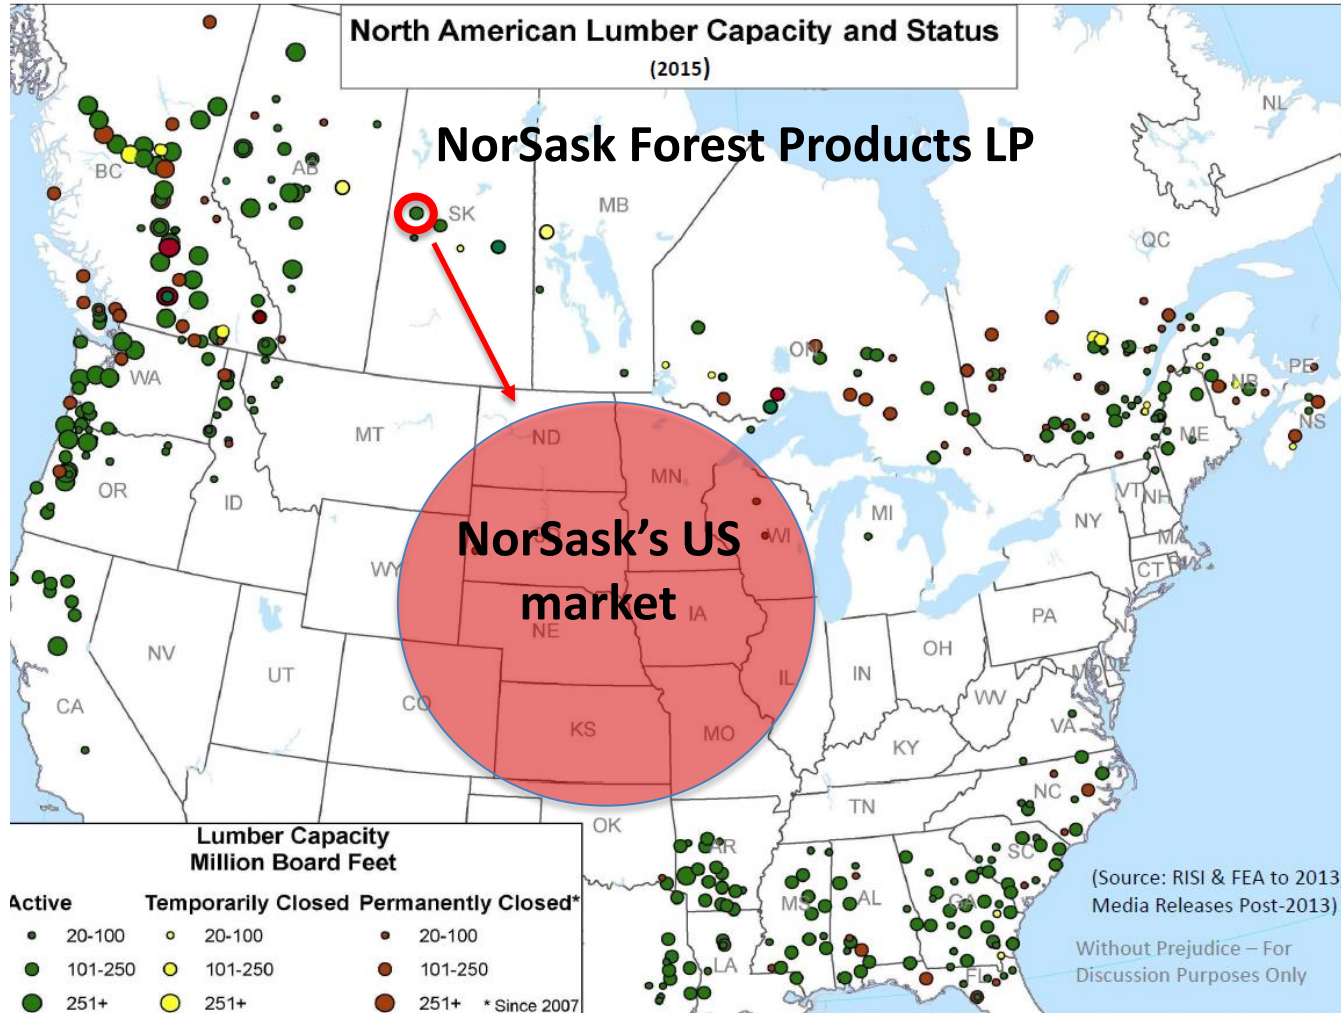 North American Lumber Capacity and Status
(2015)
NorSask Forest Products LP
NL
BC
AB
SK
MB
QC
ON
PE
NB
NS
WA
MT
ND
MN
ME
OR
ID
VT
NH
MI
NY
MA
WI
NorSask's US
market
WY
CT
RI
IA
NE
PA
NJ
NV
UT
OH
IN
IL
MD
DE
CA
CO
WV
KS
MO
VA
KY
NC
TN
OK
AR
SC
MS
AL
GA
LA
FL
Lumber Capacity
Million Board Feet
Active Temporarily Closed Permanently Closed*
20-100 20-100 20-100
101-250 101-250 101-250
251+ 251+ 251+ * Since 2007
(Source: RISI & FEA to 2013
Media Releases Post-2013)
Without Prejudice – For
Discussion Purposes Only